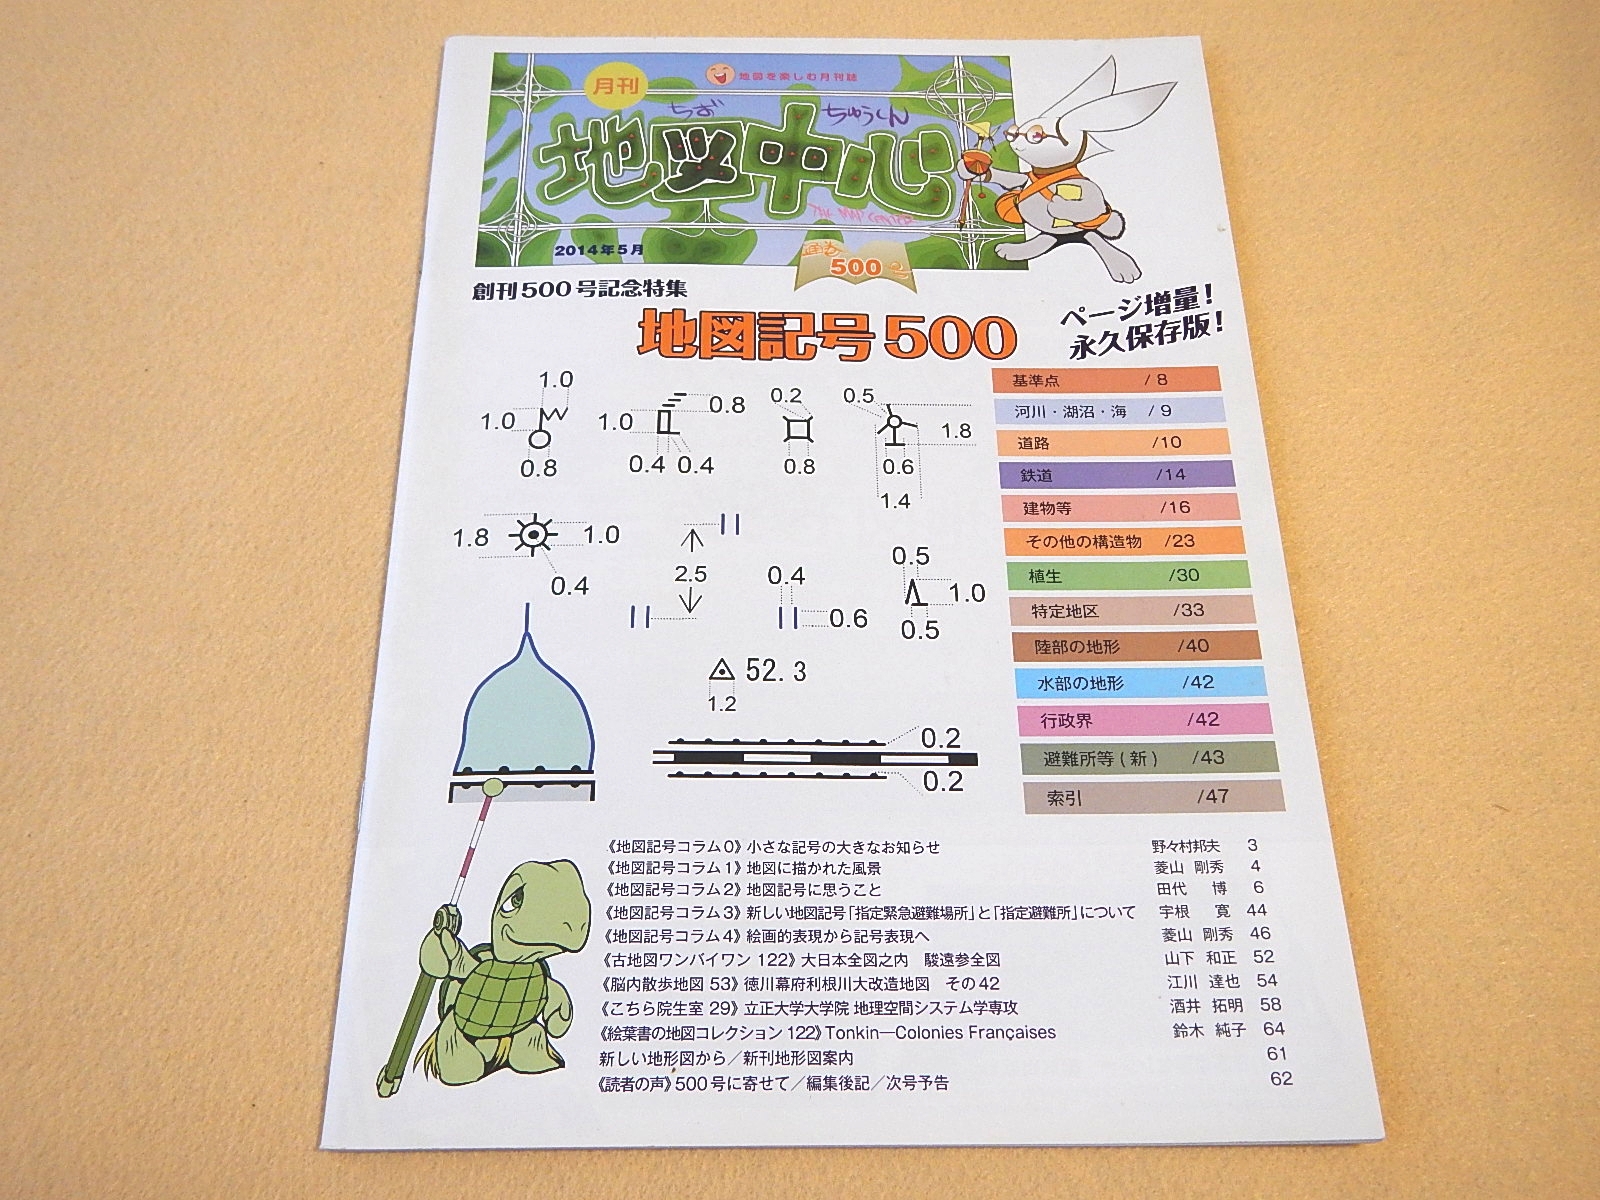 月刊
地図を楽しむ月刊誌
ちず ちゅうしん
地図中心
THE MAP CENTER
2014年5月
通巻
500号
創刊500号記念特集
地図記号500
ページ増量!
永久保存版!
1.0
1.0
0.8
1.0
0.8
0.4 0.4
0.2
0.8
0.5
1.8
0.6
1.4
1.8
1.0
0.4
2.5
0.4
0.6
0.5
1.0
0.5
52.3
1.2
0.2
0.2
基準点 /8
河川・湖沼・海 /9
道路 /10
鉄道 /14
建物等 /16
その他の構造物 /23
植生 /30
特定地区 /33
陸部の地形 /40
水部の地形 /42
行政界 /42
避難所等(新) /43
索引 /47
《地図記号コラム0》小さな記号の大きなお知らせ 野々村邦夫 3
《地図記号コラム1》地図に描かれた風景 菱山 剛秀 4
《地図記号コラム2》地図記号に思うこと 田代 博 6
《地図記号コラム3》新しい地図記号「指定緊急避難場所」と「指定避難所」について 宇根 寛 44
《地図記号コラム4》絵画的表現から記号表現へ 菱山 剛秀 46
《古地図ワンバイワン 122》大日本全図之内 駿遠参全図 山下 和正 52
《脳内散歩地図 53》徳川幕府利根川大改造地図 その42 江川 達也 54
《こちら院生室 29》立正大学大学院 地理空間システム学専攻 酒井 拓明 58
《絵葉書の地図コレクション 122》Tonkin―Colonies Françaises 鈴木 純子 64
新しい地形図から/新刊地形図案内 61
《読者の声》500号に寄せて/編集後記/次号予告 62